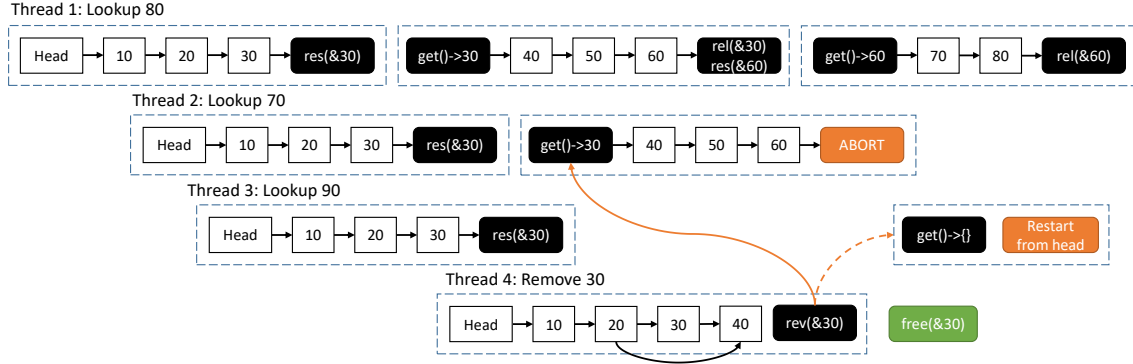 Thread 1: Lookup 80
Head 10 20 30 res(&30)
get()->30 40 50 60 rel(&30)
res(&60)
get()->60 70 80 rel(&60)
Thread 2: Lookup 70
Head 10 20 30 res(&30)
get()->30 40 50 60 ABORT
Thread 3: Lookup 90
Head 10 20 30 res(&30)
get()->{} Restart
from head
Thread 4: Remove 30
Head 10 20 30 40 rev(&30)
free(&30)